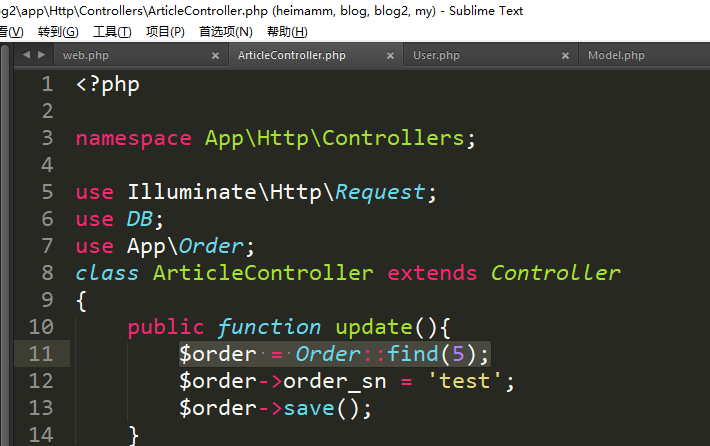 og2\app\Http\Controllers\ArticleController.php (heimamm, blog, blog2, my) - Sublime Text
看(V) 转到(G) 工具(T) 项目(P) 首选项(N) 帮助(H)
web.php × ArticleController.php × User.php × Model.php
1 <?php
2
3 namespace App\Http\Controllers;
4
5 use Illuminate\Http\Request;
6 use DB;
7 use App\Order;
8 class ArticleController extends Controller
9 {
10 public function update(){
11 $order = Order::find(5);
12 $order->order_sn = 'test';
13 $order->save();
14 }